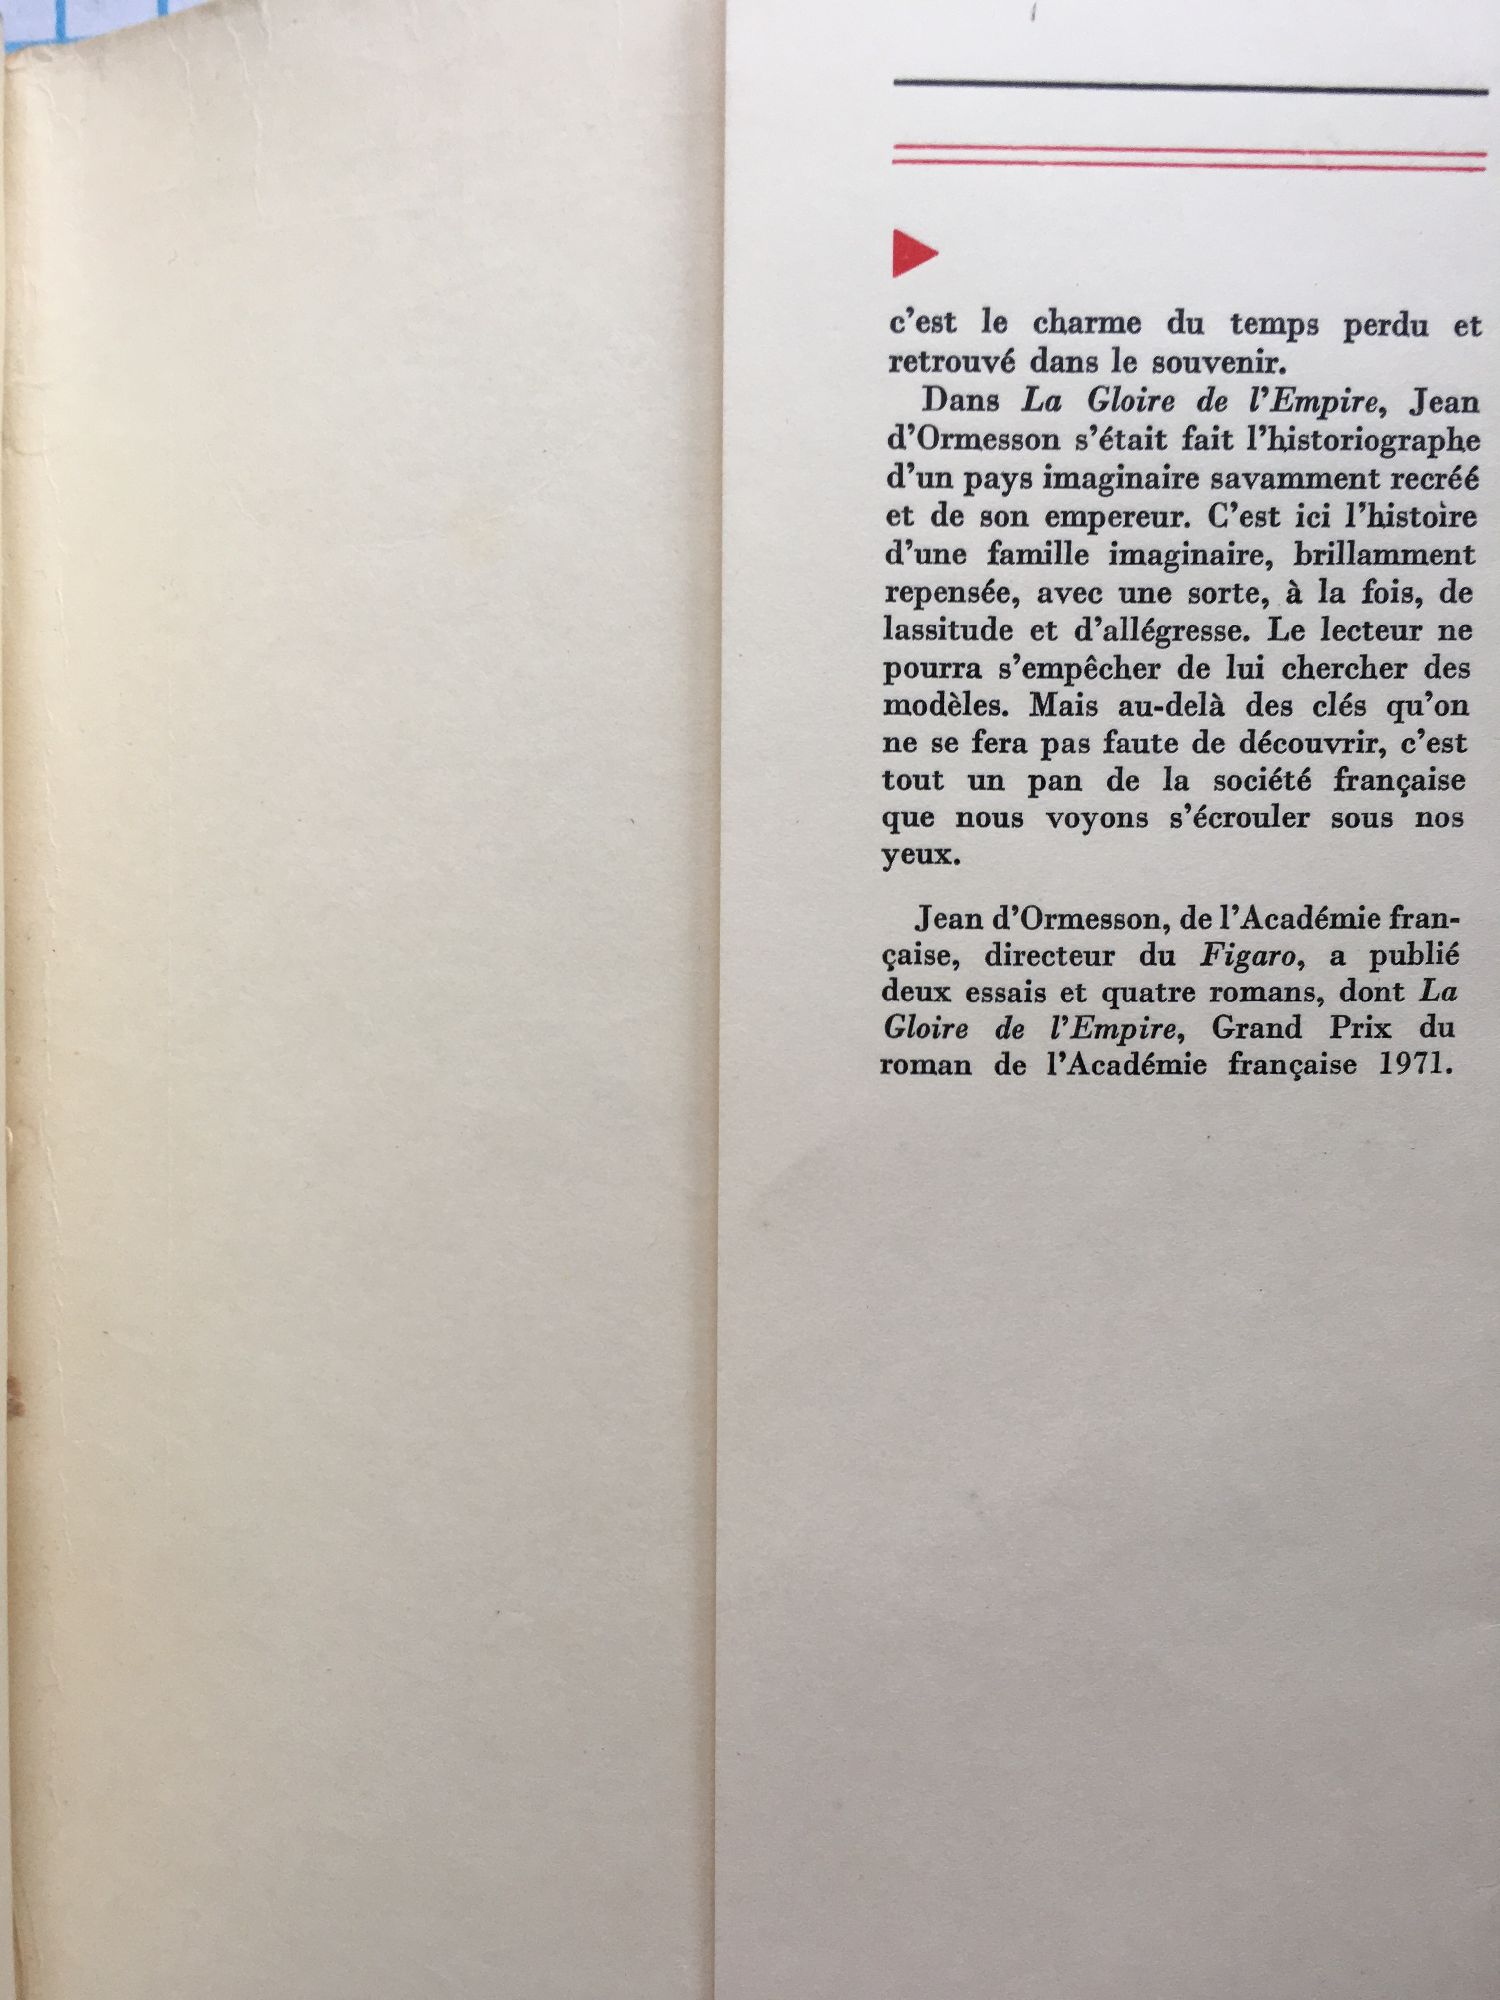 c'est le charme du temps perdu et
retrouvé dans le souvenir.
Dans La Gloire de l'Empire, Jean
d'Ormesson s'était fait l'historiographe
d'un pays imaginaire savamment recréé
et de son empereur. C'est ici l'histoire
d'une famille imaginaire, brillamment
repensée, avec une sorte, à la fois, de
lassitude et d'allégresse. Le lecteur ne
pourra s'empêcher de lui chercher des
modèles. Mais au-delà des clés qu'on
ne se fera pas faute de découvrir, c'est
tout un pan de la société française
que nous voyons s'écrouler sous nos
yeux.
Jean d'Ormesson, de l'Académie fran-
çaise, directeur du Figaro, a publié
deux essais et quatre romans, dont La
Gloire de l'Empire, Grand Prix du
roman de l'Académie française 1971.